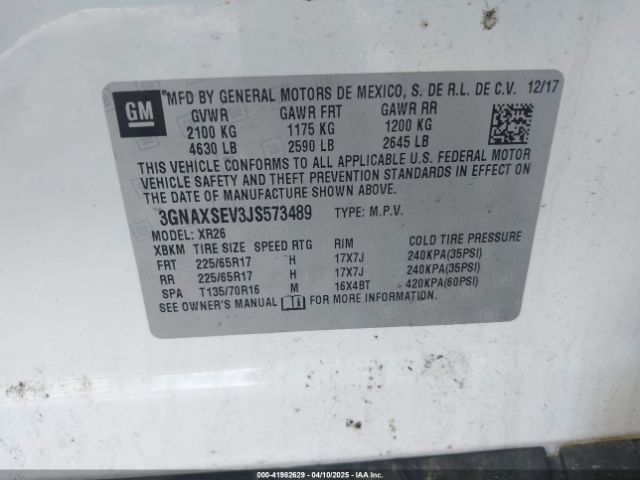 GM
*MFD BY GENERAL MOTORS DE MEXICO, S. DE R.L. DE C.V. 12/17
GVWR GAWR FRT GAWR RR
2100 KG 1175 KG 1200 KG
4630 LB 2590 LB 2645 LB
THIS VEHICLE CONFORMS TO ALL APPLICABLE U.S. FEDERAL MOTOR
VEHICLE SAFETY AND THEFT PREVENTION STANDARDS IN EFFECT ON
THE DATE OF MANUFACTURE SHOWN ABOVE.
3GNAXSEV3JS573489 TYPE: M.P.V.
MODEL: XR26
XBKM TIRE SIZE SPEED RTG RIM COLD TIRE PRESSURE
FRT 225/65R17 H 17X7J 240KPA(35PSI)
RR 225/65R17 H 17X7J 240KPA(35PSI)
SPA T135/70R16 M 16X4BT 420KPA(60PSI)
SEE OWNER'S MANUAL FOR MORE INFORMATION
000-41982629 - 04/10/2025 - IAAI.COM